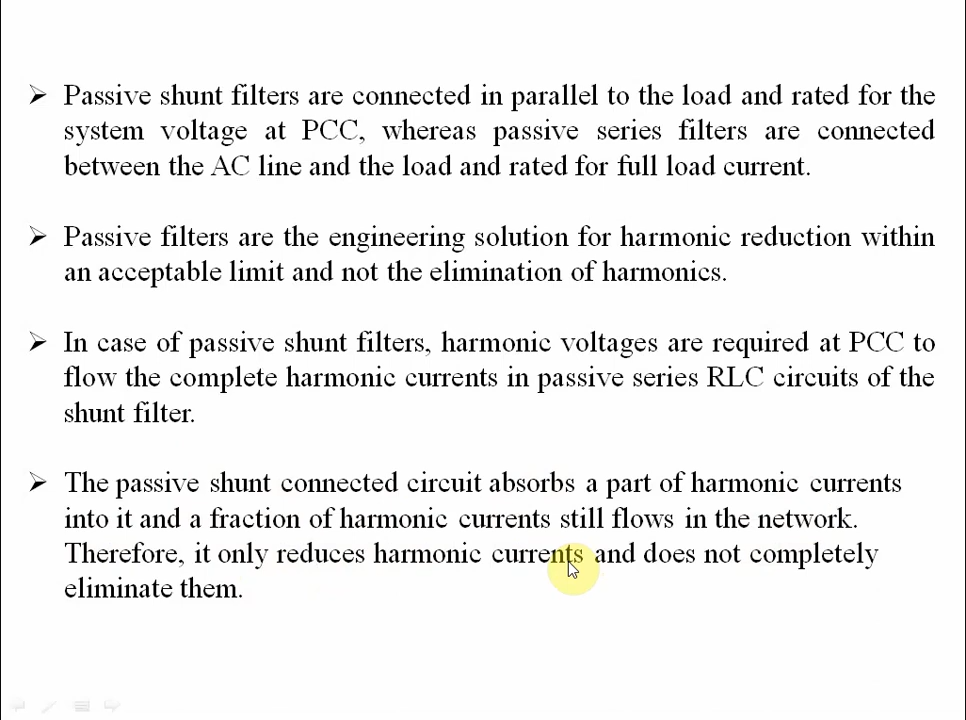 ➢ Passive shunt filters are connected in parallel to the load and rated for the
system voltage at PCC, whereas passive series filters are connected
between the AC line and the load and rated for full load current.
➢ Passive filters are the engineering solution for harmonic reduction within
an acceptable limit and not the elimination of harmonics.
➢ In case of passive shunt filters, harmonic voltages are required at PCC to
flow the complete harmonic currents in passive series RLC circuits of the
shunt filter.
➢ The passive shunt connected circuit absorbs a part of harmonic currents
into it and a fraction of harmonic currents still flows in the network.
Therefore, it only reduces harmonic currents and does not completely
eliminate them.